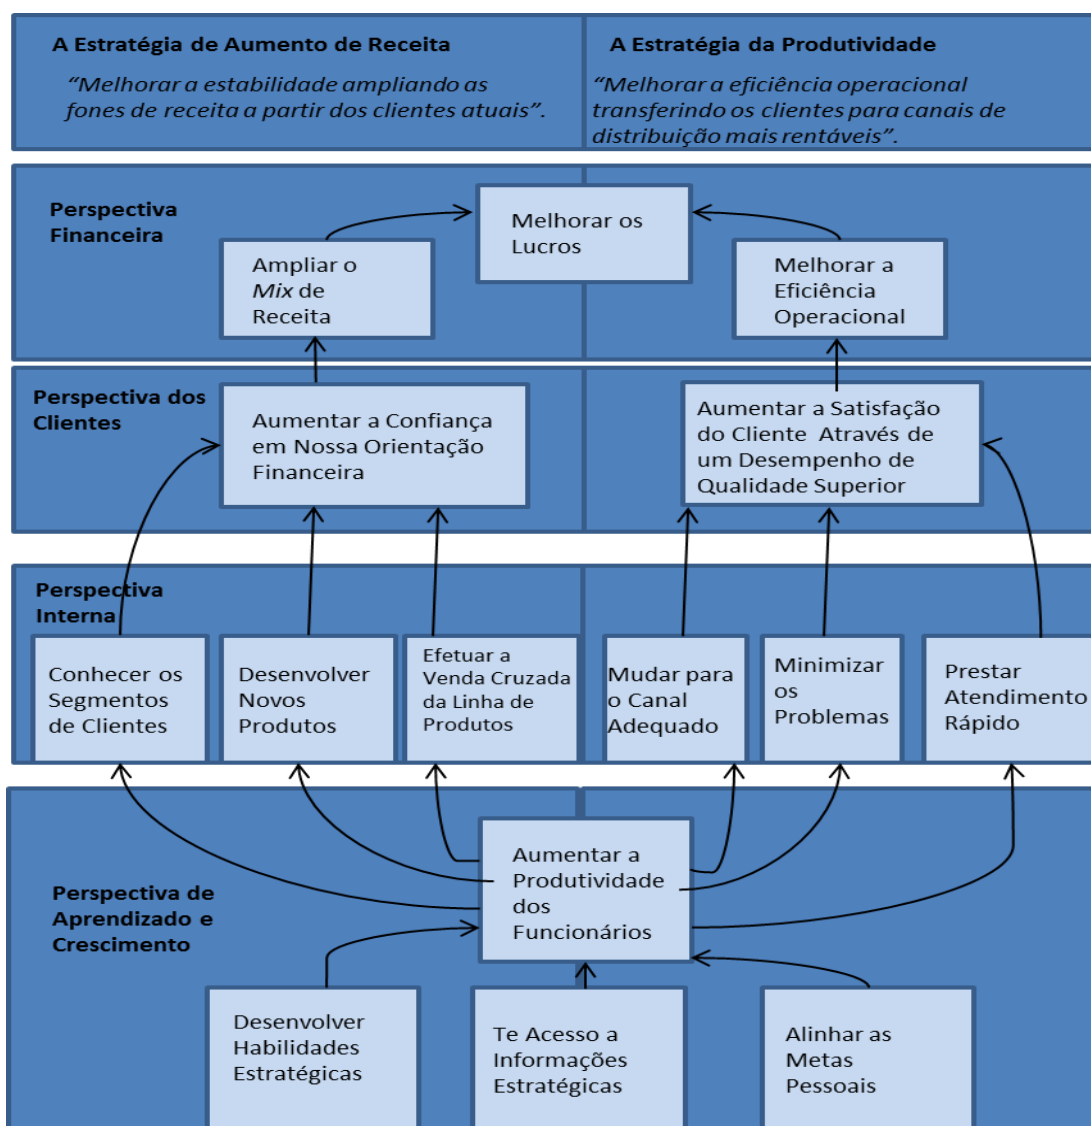 A Estratégia de Aumento de Receita
“Melhorar a estabilidade ampliando as
fones de receita a partir dos clientes atuais”.
A Estratégia da Produtividade
“Melhorar a eficiência operacional
transferindo os clientes para canais de
distribuição mais rentáveis”.
Perspectiva
Financeira
Melhorar os
Lucros
Ampliar o
Mix de
Receita
Melhorar a
Eficiência
Operacional
Perspectiva dos
Clientes
Aumentar a Confiança
em Nossa Orientação
Financeira
Aumentar a Satisfação
do Cliente Através de
um Desempenho de
Qualidade Superior
Perspectiva
Interna
Conhecer os
Segmentos
de Clientes
Desenvolver
Novos
Produtos
Efetuar a
Venda Cruzada
da Linha de
Produtos
Mudar para
o Canal
Adequado
Minimizar
os
Problemas
Prestar
Atendimento
Rápido
Perspectiva de
Aprendizado e
Crescimento
Aumentar a
Produtividade
dos
Funcionários
Desenvolver
Habilidades
Estratégicas
Te Acesso a
Informações
Estratégicas
Alinhar as
Metas
Pessoais